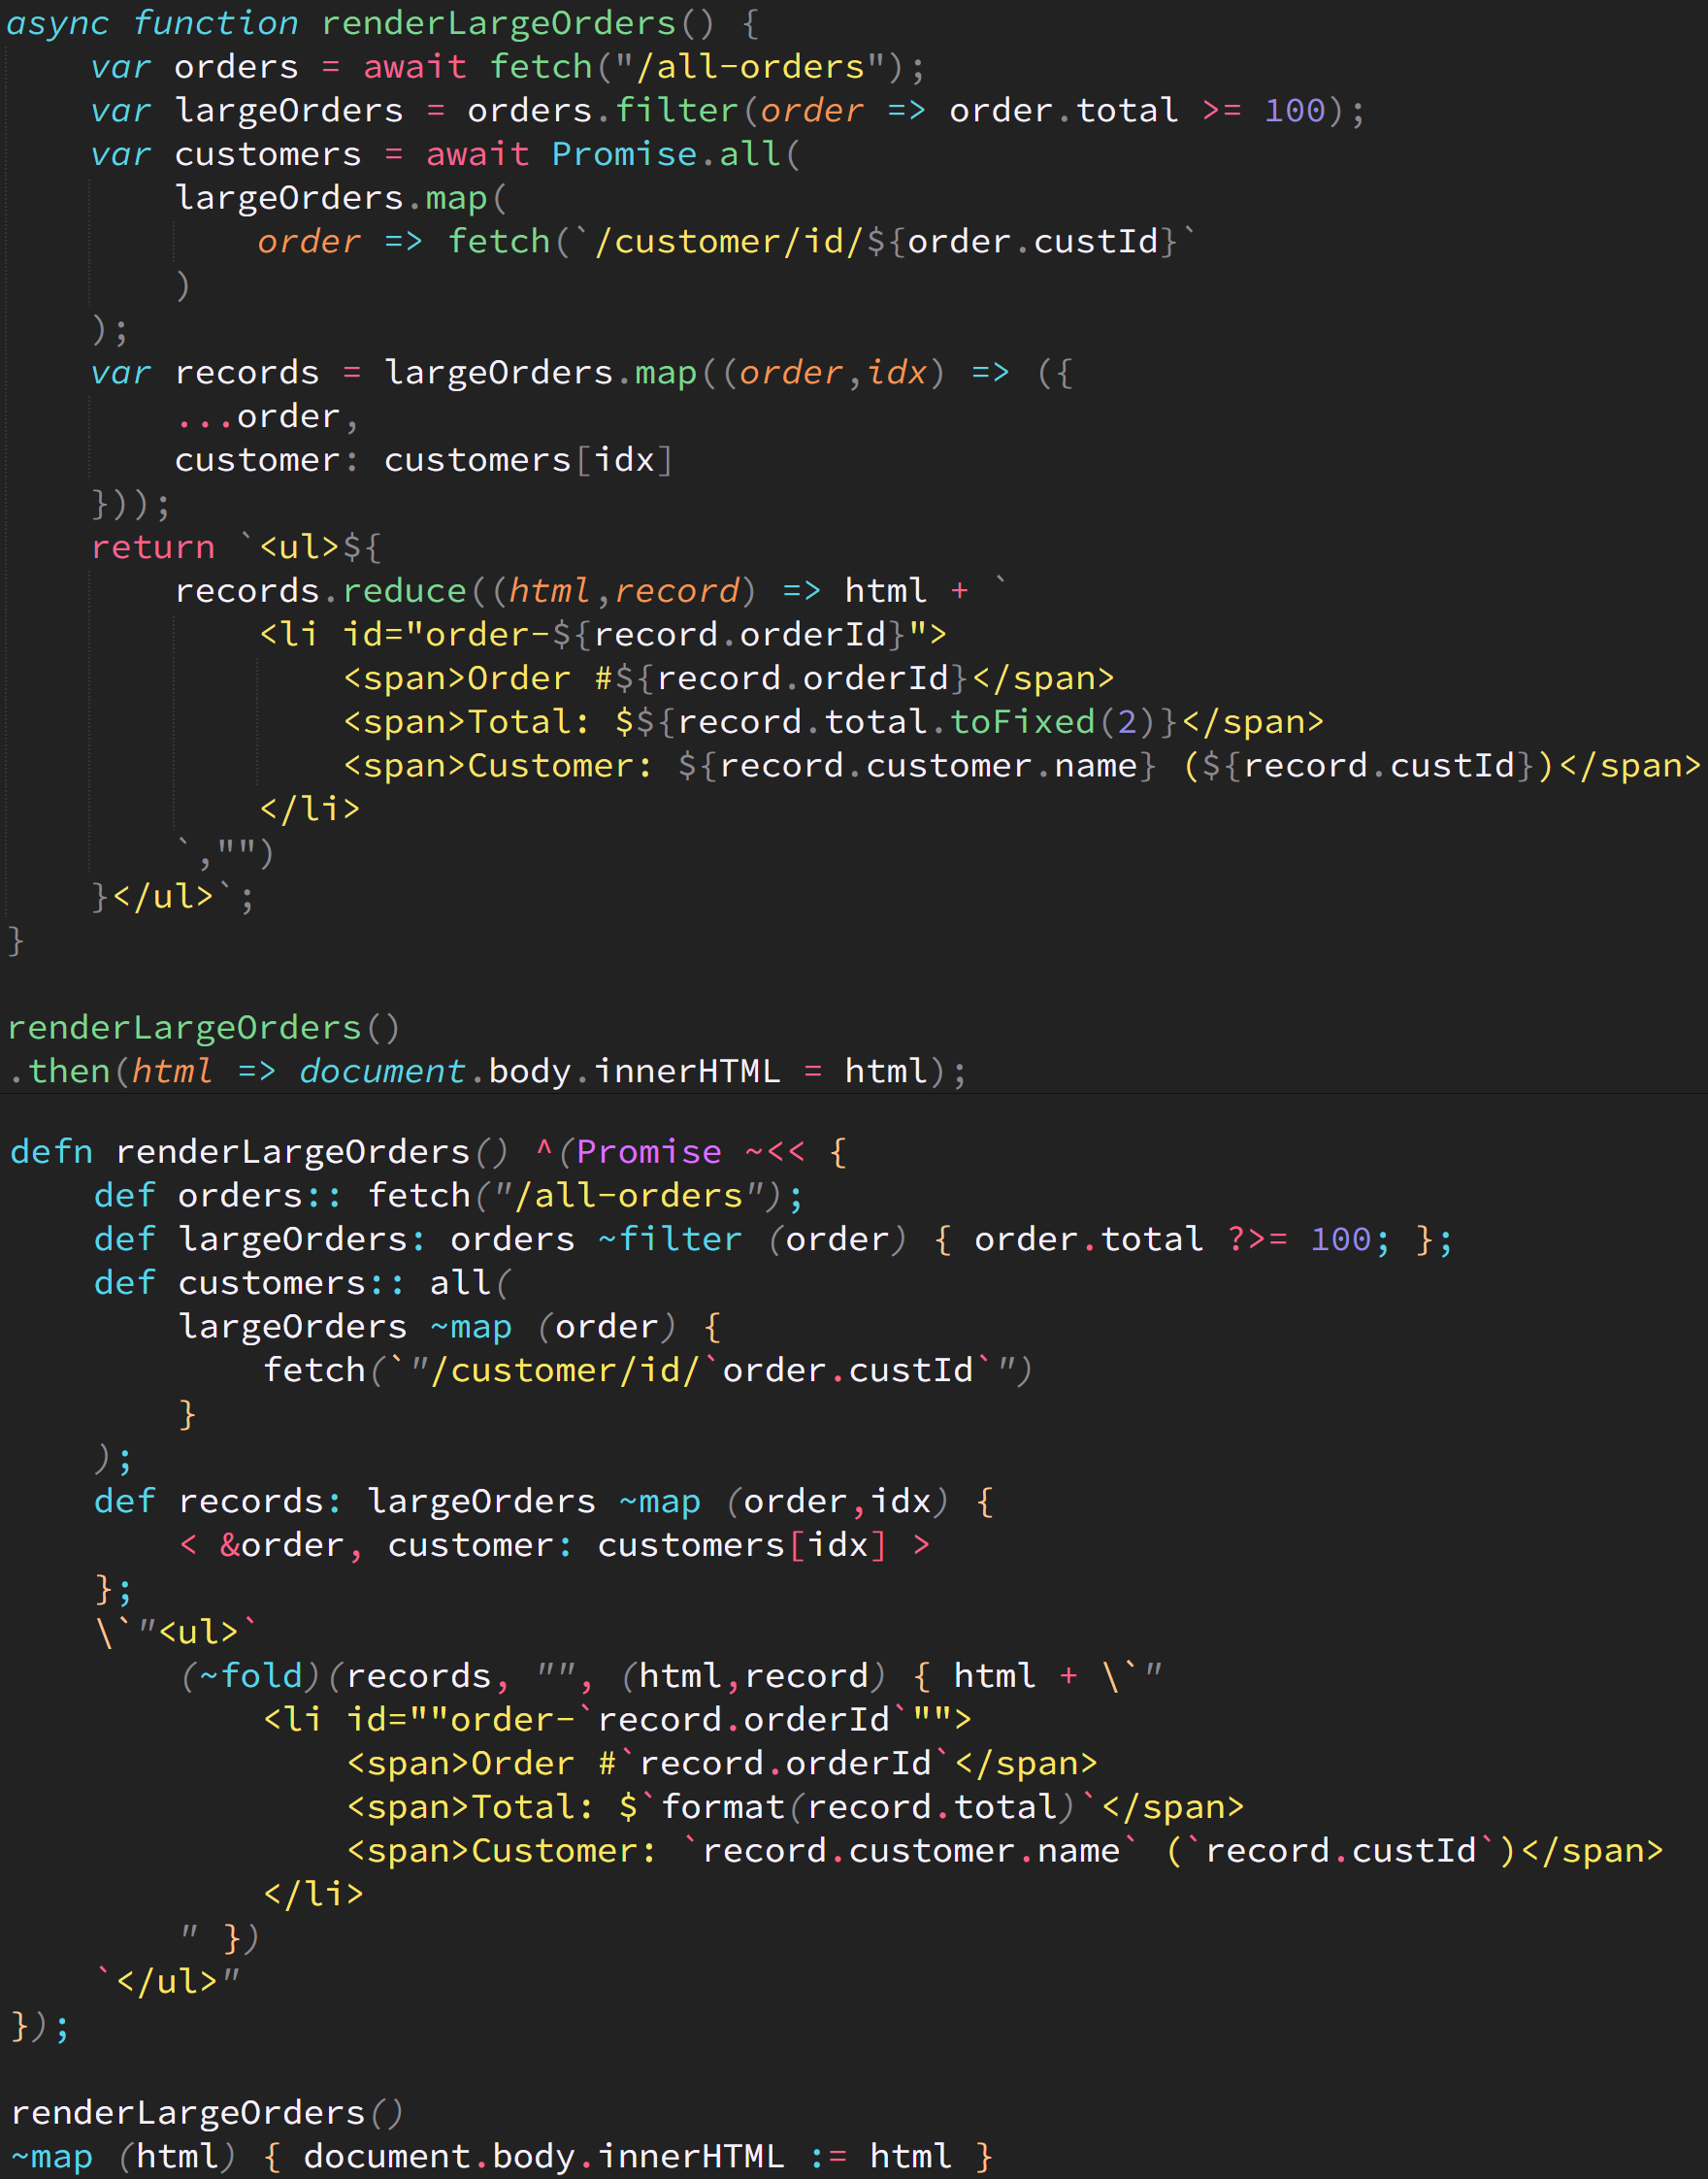 async function renderLargeOrders() {
    var orders = await fetch("/all-orders");
    var largeOrders = orders.filter(order => order.total >= 100);
    var customers = await Promise.all(
        largeOrders.map(
            order => fetch(`/customer/id/${order.custId}`
        )
    );
    var records = largeOrders.map((order,idx) => ({
        ...order,
        customer: customers[idx]
    }));
    return `<ul>${
        records.reduce((html,record) => html + `
            <li id="order-${record.orderId}">
                <span>Order #${record.orderId}</span>
                <span>Total: $${record.total.toFixed(2)}</span>
                <span>Customer: ${record.customer.name} (${record.custId})</span>
            </li>
        `,"")
    }</ul>`;
}

renderLargeOrders()
.then(html => document.body.innerHTML = html);

defn renderLargeOrders() ^(Promise ~<< {
    def orders:: fetch("/all-orders");
    def largeOrders: orders ~filter (order) { order.total ?>= 100; };
    def customers:: all(
        largeOrders ~map (order) {
            fetch(`"/customer/id/`order.custId`")
        }
    );
    def records: largeOrders ~map (order,idx) {
        < &order, customer: customers[idx] >
    };
    \`"<ul>`
        (~fold)(records, "", (html,record) { html + \`"
            <li id=""order-`record.orderId`"">
                <span>Order #`record.orderId`</span>
                <span>Total: $`format(record.total)`</span>
                <span>Customer: `record.customer.name` (`record.custId`)</span>
            </li>
        " })
    `</ul>"
});

renderLargeOrders()
~map (html) { document.body.innerHTML := html }